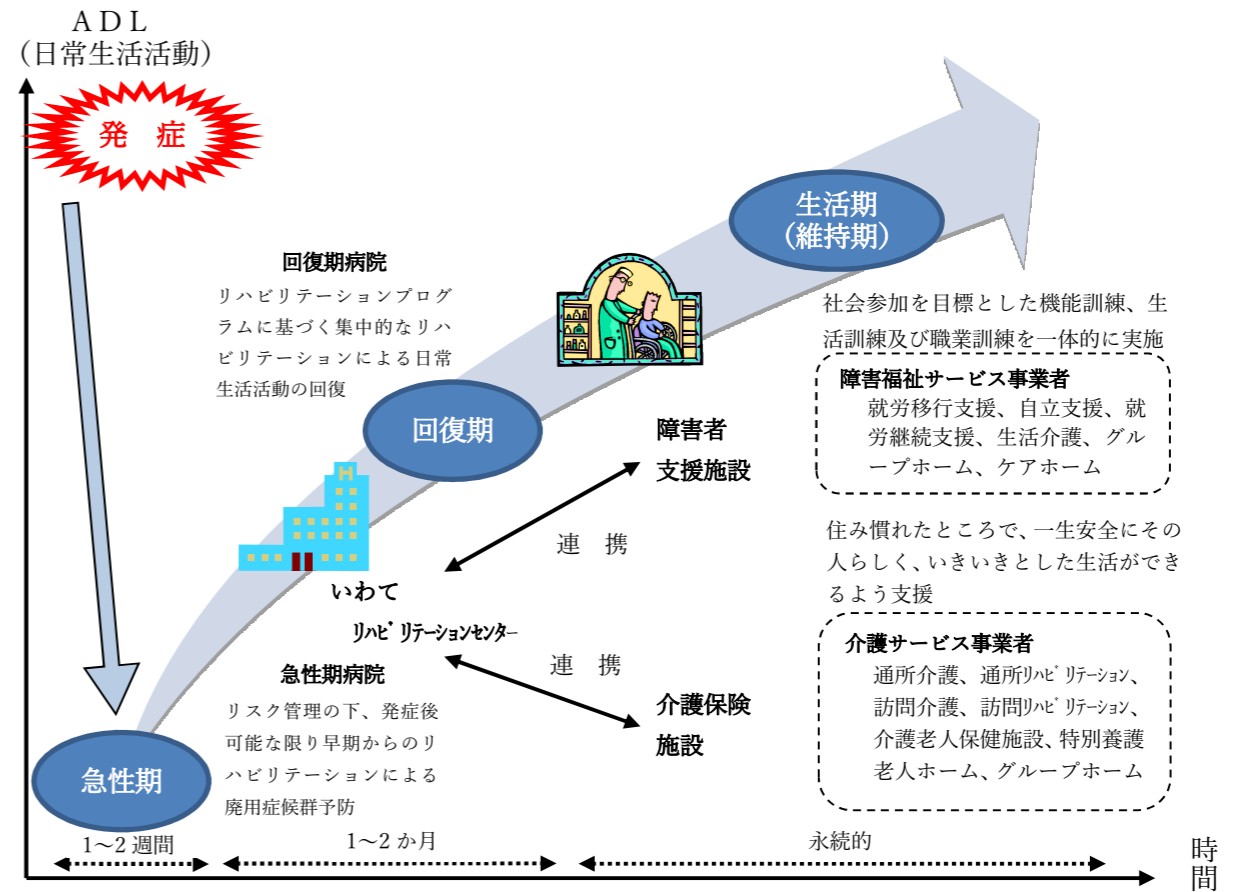 ADL
(日常生活活動)
発 症
生活期
(維持期)
回復期病院
リハビリテーションプログ
ラムに基づく集中的なリハ
ビリテーションによる日常
生活活動の回復
回復期
H
社会参加を目標とした機能訓練、生
活訓練及び職業訓練を一体的に実施
障害福祉サービス事業者
就労移行支援、自立支援、就
労継続支援、生活介護、グル
ープホーム、ケアホーム
障害者
支援施設
連 携
いわて
リハビリテーションセンター
連 携
介護保険
施設
住み慣れたところで、一生安全にその
人らしく、いきいきとした生活ができ
るよう支援
介護サービス事業者
通所介護、通所リハビリテーション、
訪問介護、訪問リハビリテーション、
介護老人保健施設、特別養護
老人ホーム、グループホーム
急性期病院
リスク管理の下、発症後
可能な限り早期からのリ
ハビリテーションによる
廃用症候群予防
急性期
1~2 週間
1~2 か月
永続的
時間